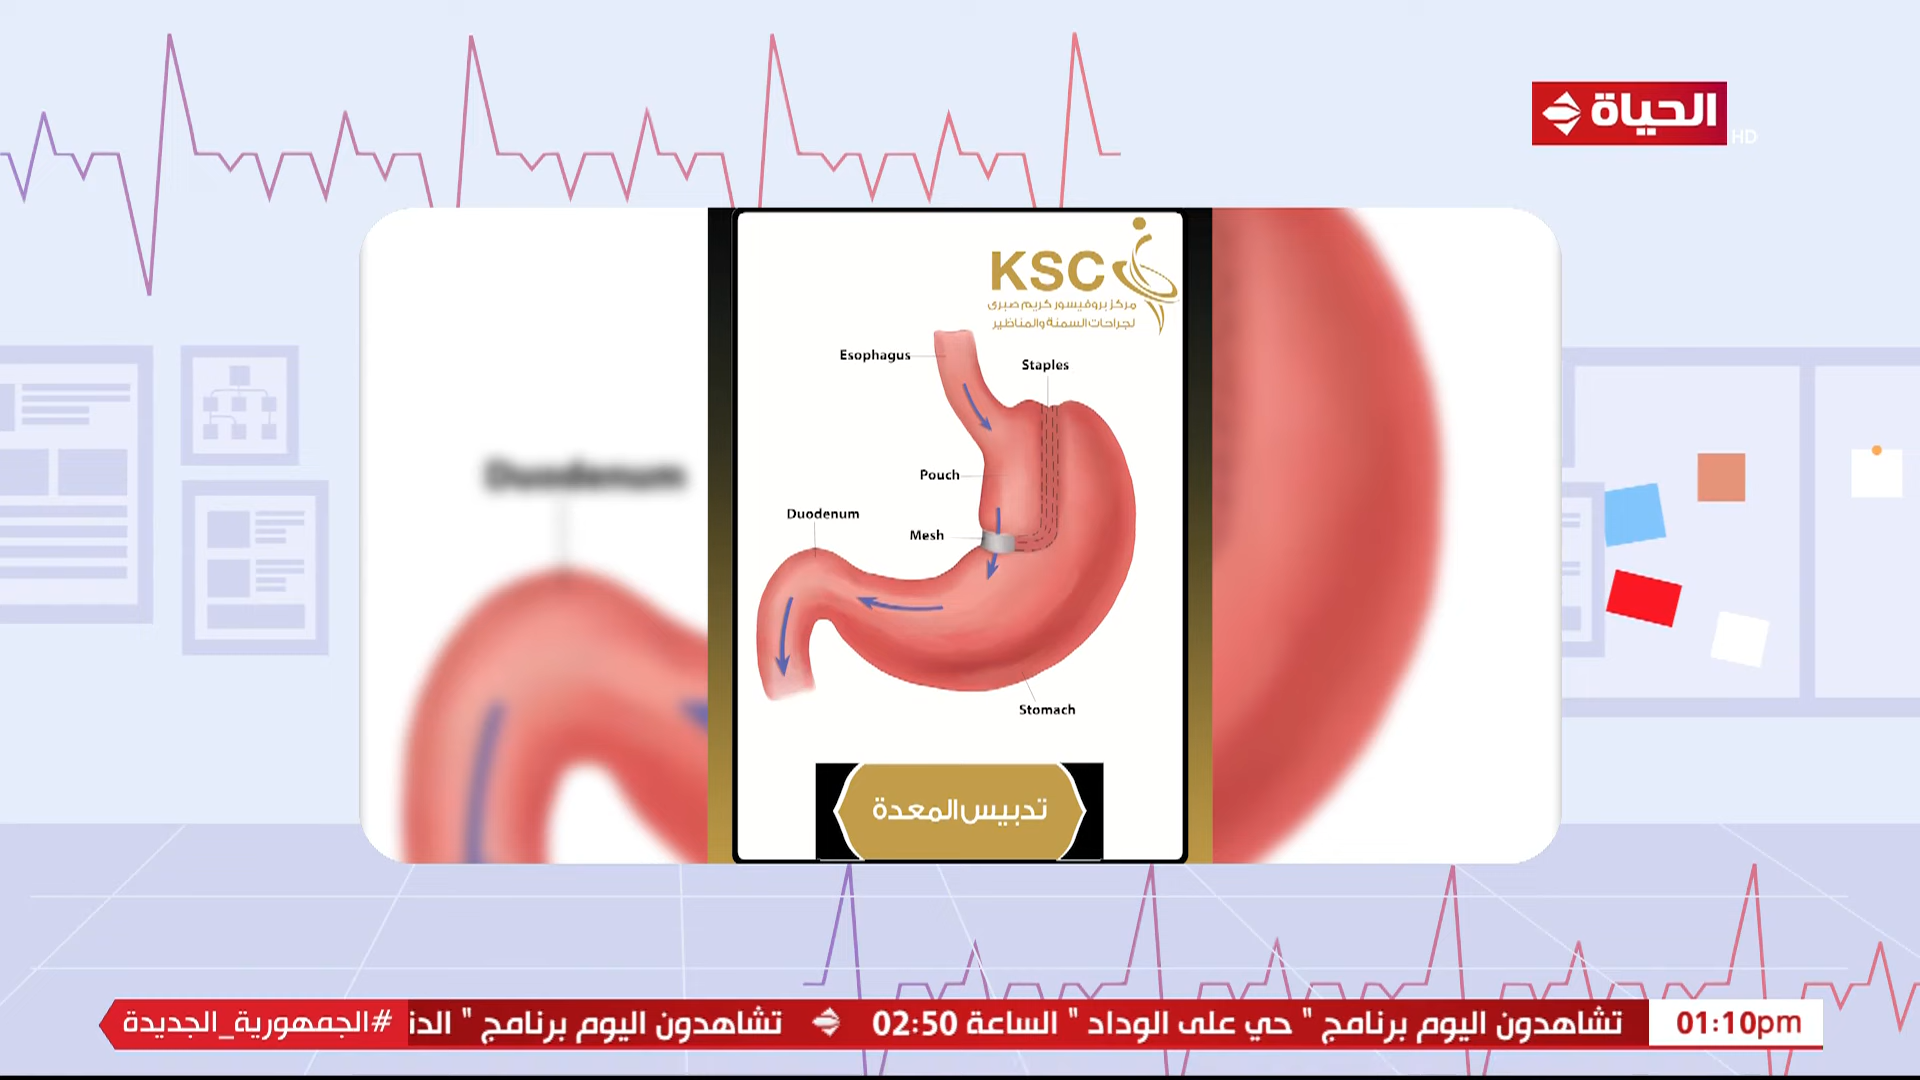 الحياة
HD
KSC
مركز بروفيسور كريم صبري
لجراحات السمنة والمناظير
Esophagus
Staples
Pouch
Duodenum
Duodenum
Mesh
Stomach
تدبيس المعدة
01:10pm
تشاهدون اليوم برنامج " حي على الوداد " الساعة 02:50
تشاهدون اليوم برنامج " الدن
#الجمهورية_الجديدة